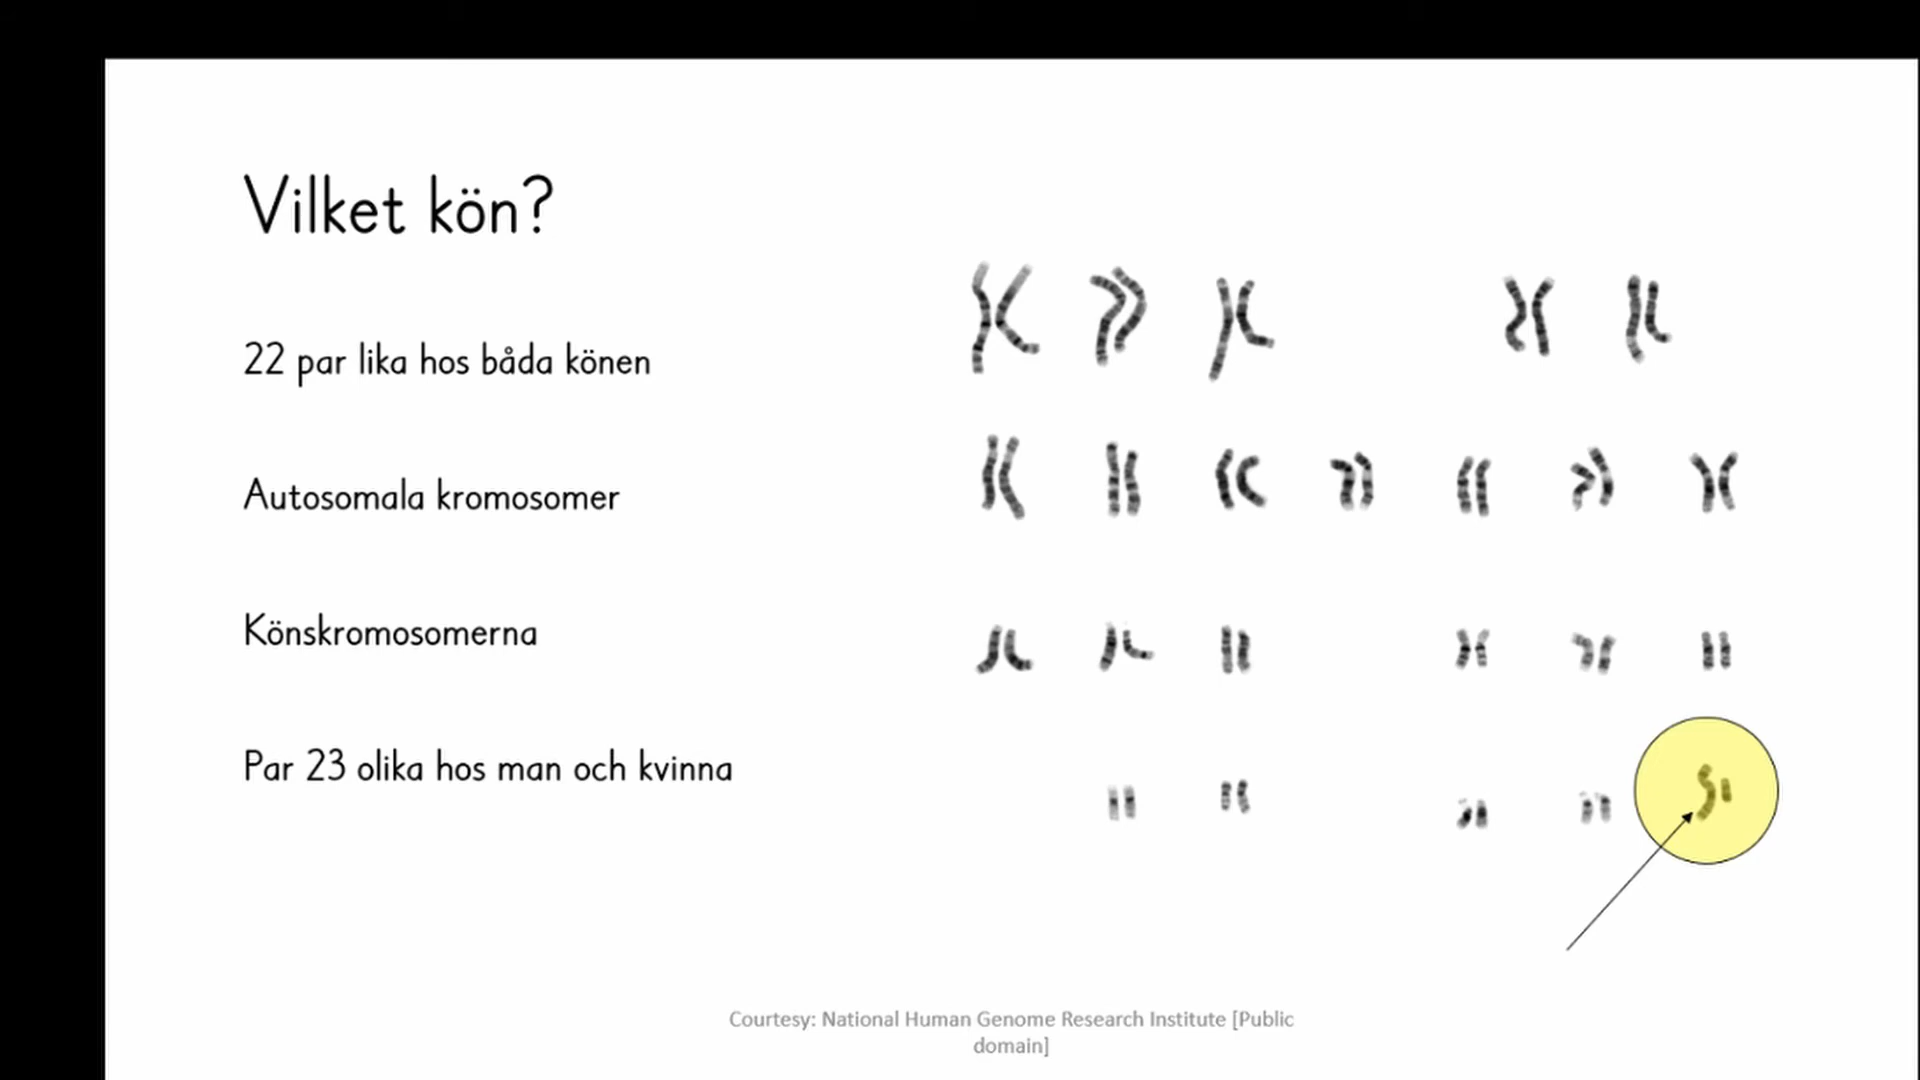 Vilket kön?
22 par lika hos båda könen
Autosomala kromosomer
Könskromosomerna
Par 23 olika hos man och kvinna
Courtesy: National Human Genome Research Institute [Public
domain]